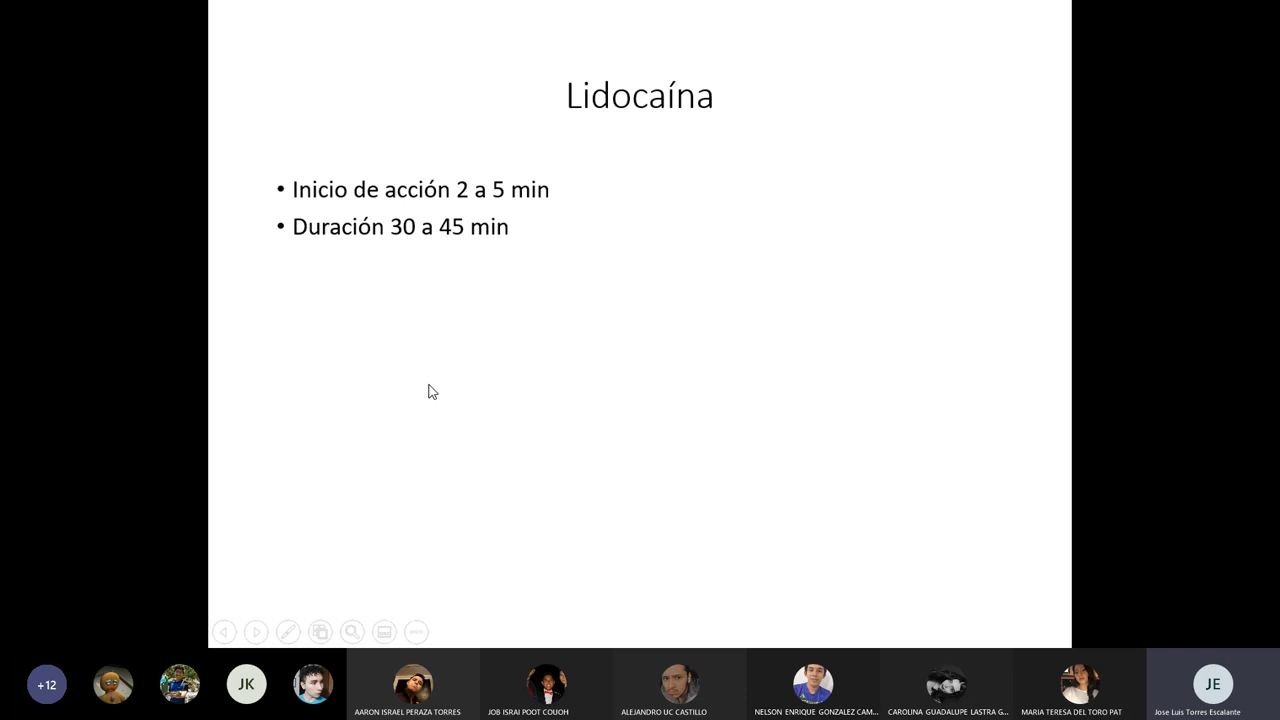 Lidocaína
• Inicio de acción 2 a 5 min
• Duración 30 a 45 min
+12
JK
JE
AARON ISRAEL PERAZA TORRES
JOB ISRAI POOT COUOH
ALEJANDRO UC CASTILLO
NELSON ENRIQUE GONZALEZ CAM...
CAROLINA GUADALUPE LASTRA G...
MARIA TERESA DEL TORO PAT
Jose Luis Torres Escalante